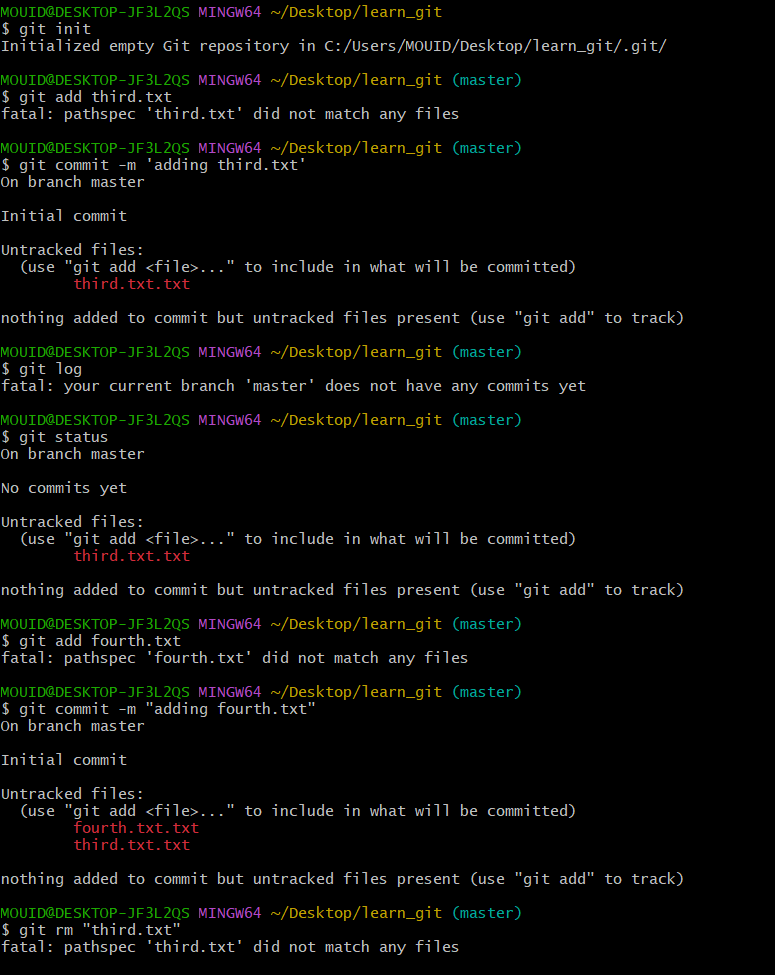 MOUID@DESKTOP-JF3L2QS MINGW64 ~/Desktop/learn_git
$ git init
Initialized empty Git repository in C:/Users/MOUID/Desktop/learn_git/.git/
MOUID@DESKTOP-JF3L2QS MINGW64 ~/Desktop/learn_git (master)
$ git add third.txt
fatal: pathspec 'third.txt' did not match any files
MOUID@DESKTOP-JF3L2QS MINGW64 ~/Desktop/learn_git (master)
$ git commit -m 'adding third.txt'
On branch master
Initial commit
Untracked files:
  (use "git add <file>..." to include in what will be committed)
        third.txt.txt
nothing added to commit but untracked files present (use "git add" to track)
MOUID@DESKTOP-JF3L2QS MINGW64 ~/Desktop/learn_git (master)
$ git log
fatal: your current branch 'master' does not have any commits yet
MOUID@DESKTOP-JF3L2QS MINGW64 ~/Desktop/learn_git (master)
$ git status
On branch master
No commits yet
Untracked files:
  (use "git add <file>..." to include in what will be committed)
        third.txt.txt
nothing added to commit but untracked files present (use "git add" to track)
MOUID@DESKTOP-JF3L2QS MINGW64 ~/Desktop/learn_git (master)
$ git add fourth.txt
fatal: pathspec 'fourth.txt' did not match any files
MOUID@DESKTOP-JF3L2QS MINGW64 ~/Desktop/learn_git (master)
$ git commit -m "adding fourth.txt"
On branch master
Initial commit
Untracked files:
  (use "git add <file>..." to include in what will be committed)
        fourth.txt.txt
        third.txt.txt
nothing added to commit but untracked files present (use "git add" to track)
MOUID@DESKTOP-JF3L2QS MINGW64 ~/Desktop/learn_git (master)
$ git rm "third.txt"
fatal: pathspec 'third.txt' did not match any files